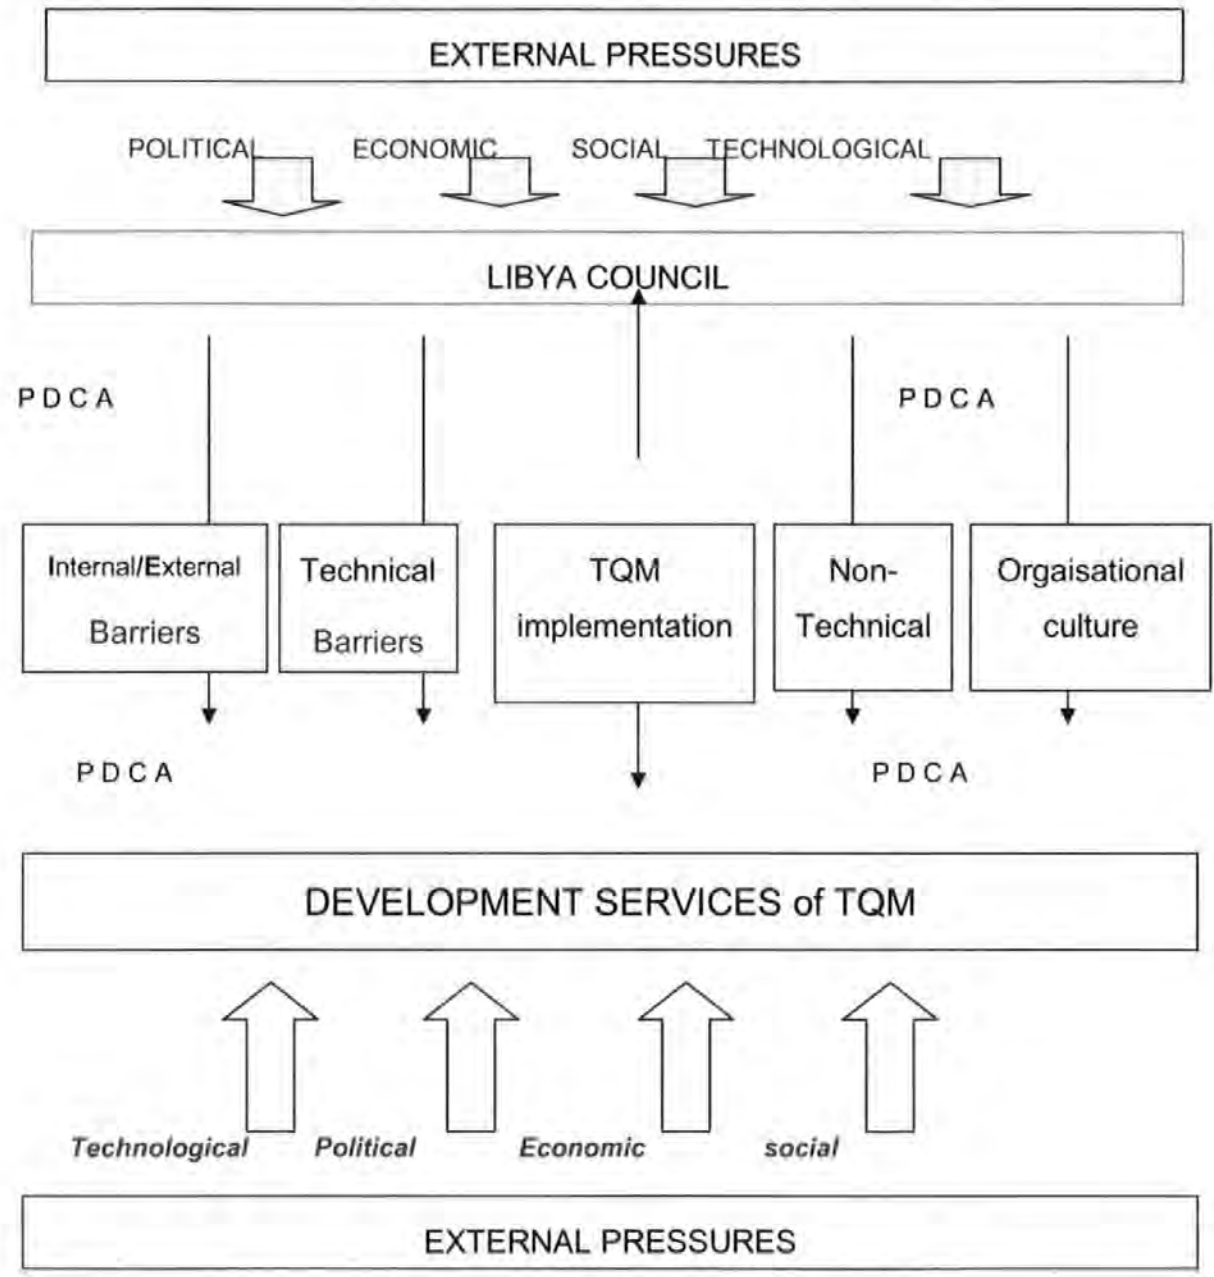 EXTERNAL PRESSURES
POLITICAL ECONOMIC SOCIAL TECHNOLOGICAL
LIBYA COUNCIL
P D C A P D C A
Internal/External
Barriers
Technical
Barriers
TQM
implementation
Non-
Technical
Orgaisational
culture
P D C A P D C A
DEVELOPMENT SERVICES of TQM
Technological Political Economic social
EXTERNAL PRESSURES